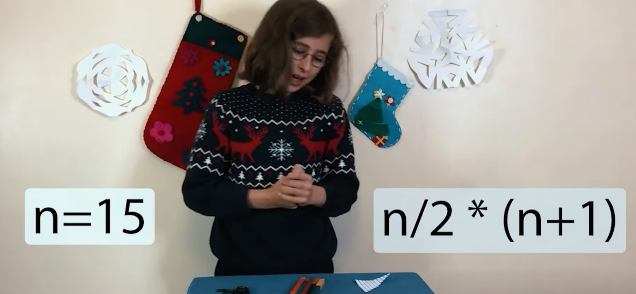 n=15
n/2 * (n+1)